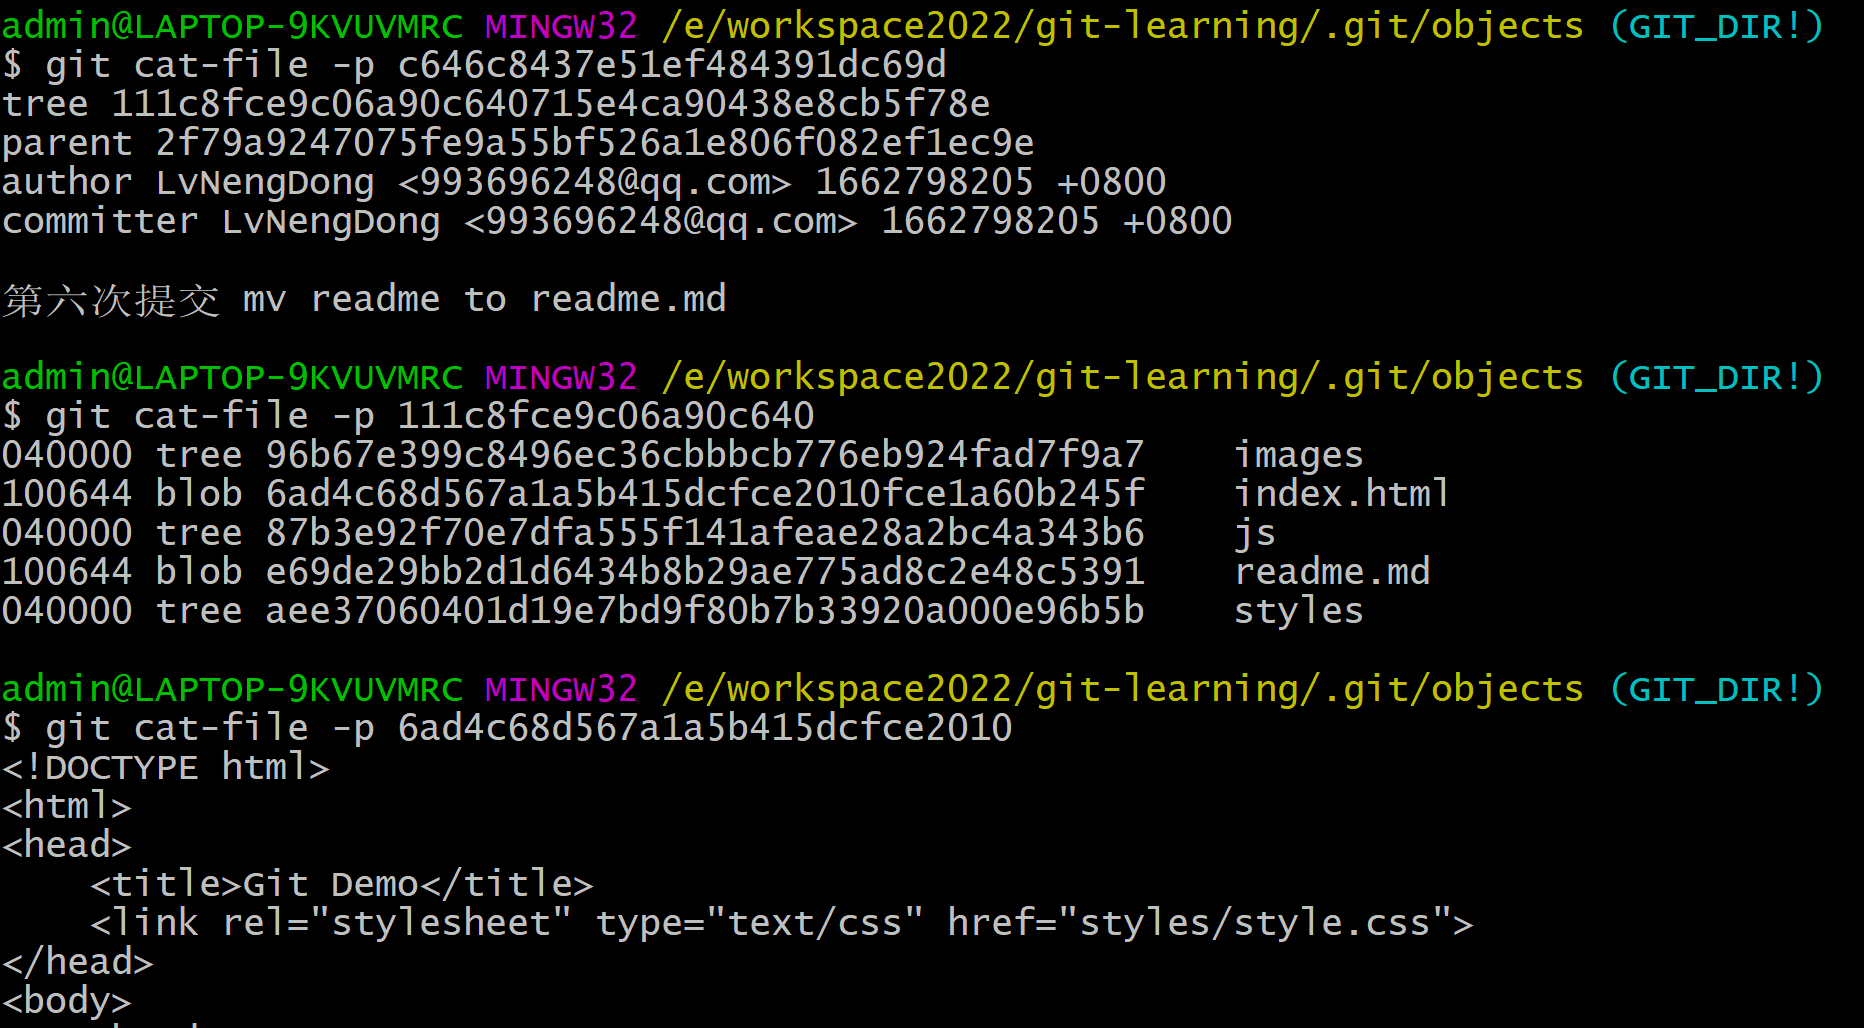 admin@LAPTOP-9KVUVMRC MINGW32 /e/workspace2022/git-learning/.git/objects (GIT_DIR!)
$ git cat-file -p c646c8437e51ef484391dc69d
tree 111c8fce9c06a90c640715e4ca90438e8cb5f78e
parent 2f79a9247075fe9a55bf526a1e806f082ef1ec9e
author LvNengDong <993696248@qq.com> 1662798205 +0800
committer LvNengDong <993696248@qq.com> 1662798205 +0800
第六次提交 mv readme to readme.md
admin@LAPTOP-9KVUVMRC MINGW32 /e/workspace2022/git-learning/.git/objects (GIT_DIR!)
$ git cat-file -p 111c8fce9c06a90c640
040000 tree 96b67e399c8496ec36cbbbcb776eb924fad7f9a7    images
100644 blob 6ad4c68d567a1a5b415dcfce2010fce1a60b245f    index.html
040000 tree 87b3e92f70e7dfa555f141afeae28a2bc4a343b6    js
100644 blob e69de29bb2d1d6434b8b29ae775ad8c2e48c5391    readme.md
040000 tree aee37060401d19e7bd9f80b7b33920a000e96b5b    styles
admin@LAPTOP-9KVUVMRC MINGW32 /e/workspace2022/git-learning/.git/objects (GIT_DIR!)
$ git cat-file -p 6ad4c68d567a1a5b415dcfce2010
<!DOCTYPE html>
<html>
<head>
    <title>Git Demo</title>
    <link rel="stylesheet" type="text/css" href="styles/style.css">
</head>
<body>